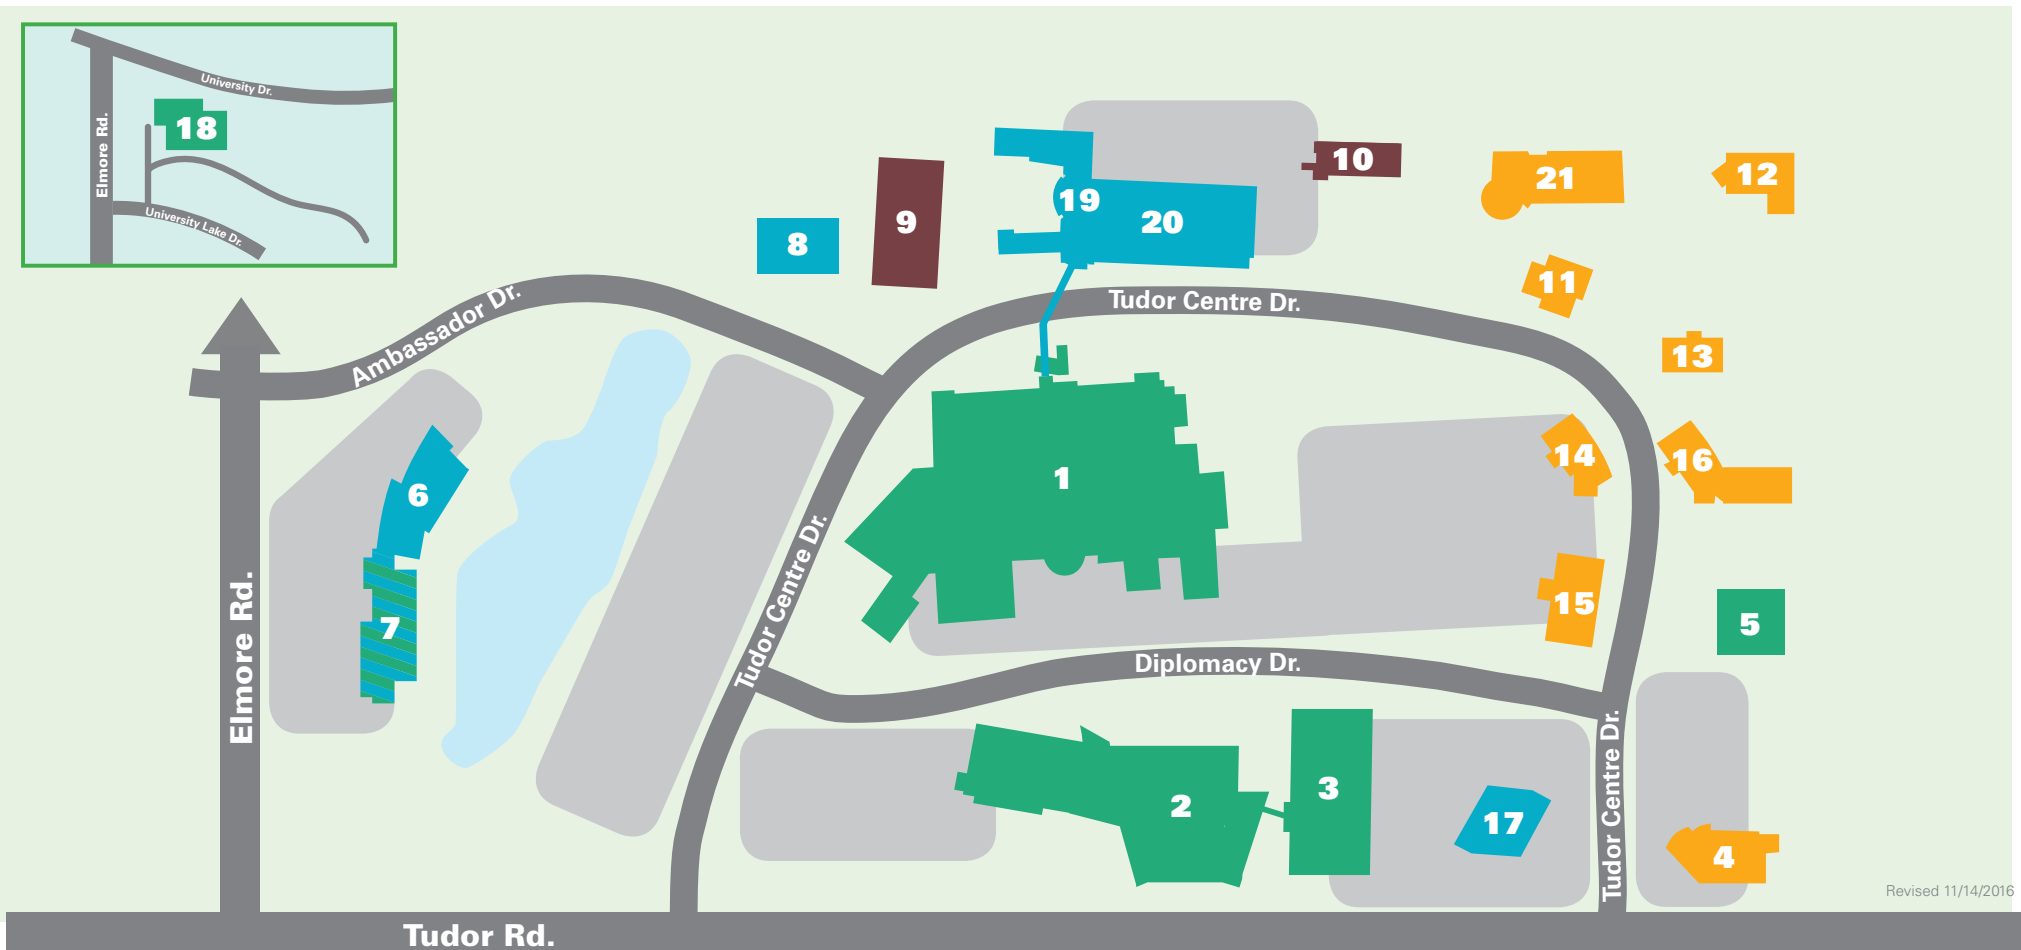 University Dr.
18
Elmore Rd.
University Lake Dr.
10
21
12
19
20
9
8
11
Ambassador Dr.
Tudor Centre Dr.
13
14
16
1
6
Tudor Centre Dr.
15
7
5
Elmore Rd.
Diplomacy Dr.
3
2
17
Tudor Centre Dr.
4
Revised 11/14/2016
Tudor Rd.